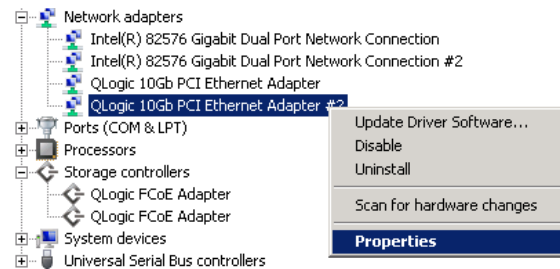 Network adapters
Intel(R) 82576 Gigabit Dual Port Network Connection
Intel(R) 82576 Gigabit Dual Port Network Connection #2
QLogic 10Gb PCI Ethernet Adapter
QLogic 10Gb PCI Ethernet Adapter #2
Ports (COM & LPT)
Processors
Storage controllers
QLogic FCoE Adapter
QLogic FCoE Adapter
System devices
Universal Serial Bus controllers
Update Driver Software...
Disable
Uninstall
Scan for hardware changes
Properties